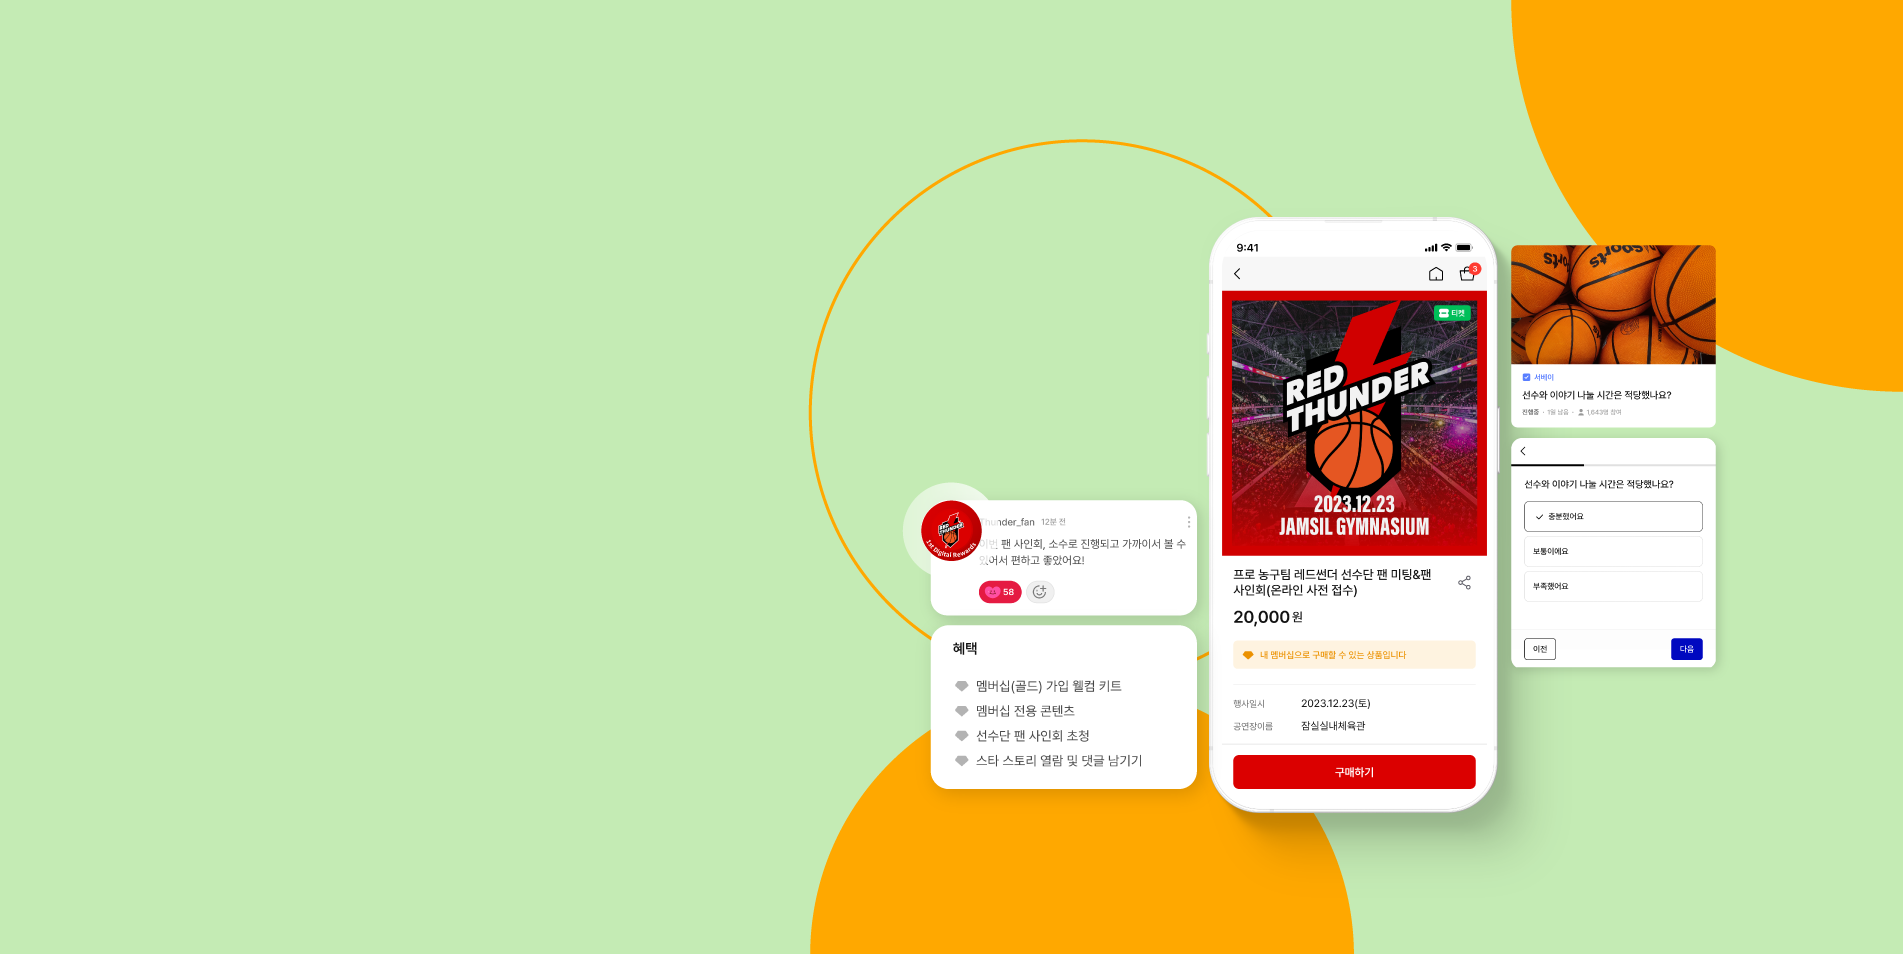 Thunder_fan 12분 전
이번 팬 사인회, 소수로 진행되고 가까이서 볼 수
있어서 편하고 좋았어요!
58
RED
THUNDER
1st Digital Rewards
혜택
멤버십(골드) 가입 웰컴 키트
멤버십 전용 콘텐츠
선수단 팬 사인회 초청
스타 스토리 열람 및 댓글 남기기
9:41
3
티켓
RED
THUNDER
2023.12.23
JAMSIL GYMNASIUM
프로 농구팀 레드썬더 선수단 팬 미팅&팬
사인회(온라인 사전 접수)
20,000원
내 멤버십으로 구매할 수 있는 상품입니다
행사일시 2023.12.23(토)
공연장이름 잠실실내체육관
구매하기
sports
서베이
선수와 이야기 나눌 시간은 적당했나요?
진행중 · 1일 남음 · 1,643명 참여
선수와 이야기 나눌 시간은 적당했나요?
충분했어요
보통이에요
부족했어요
이전
다음